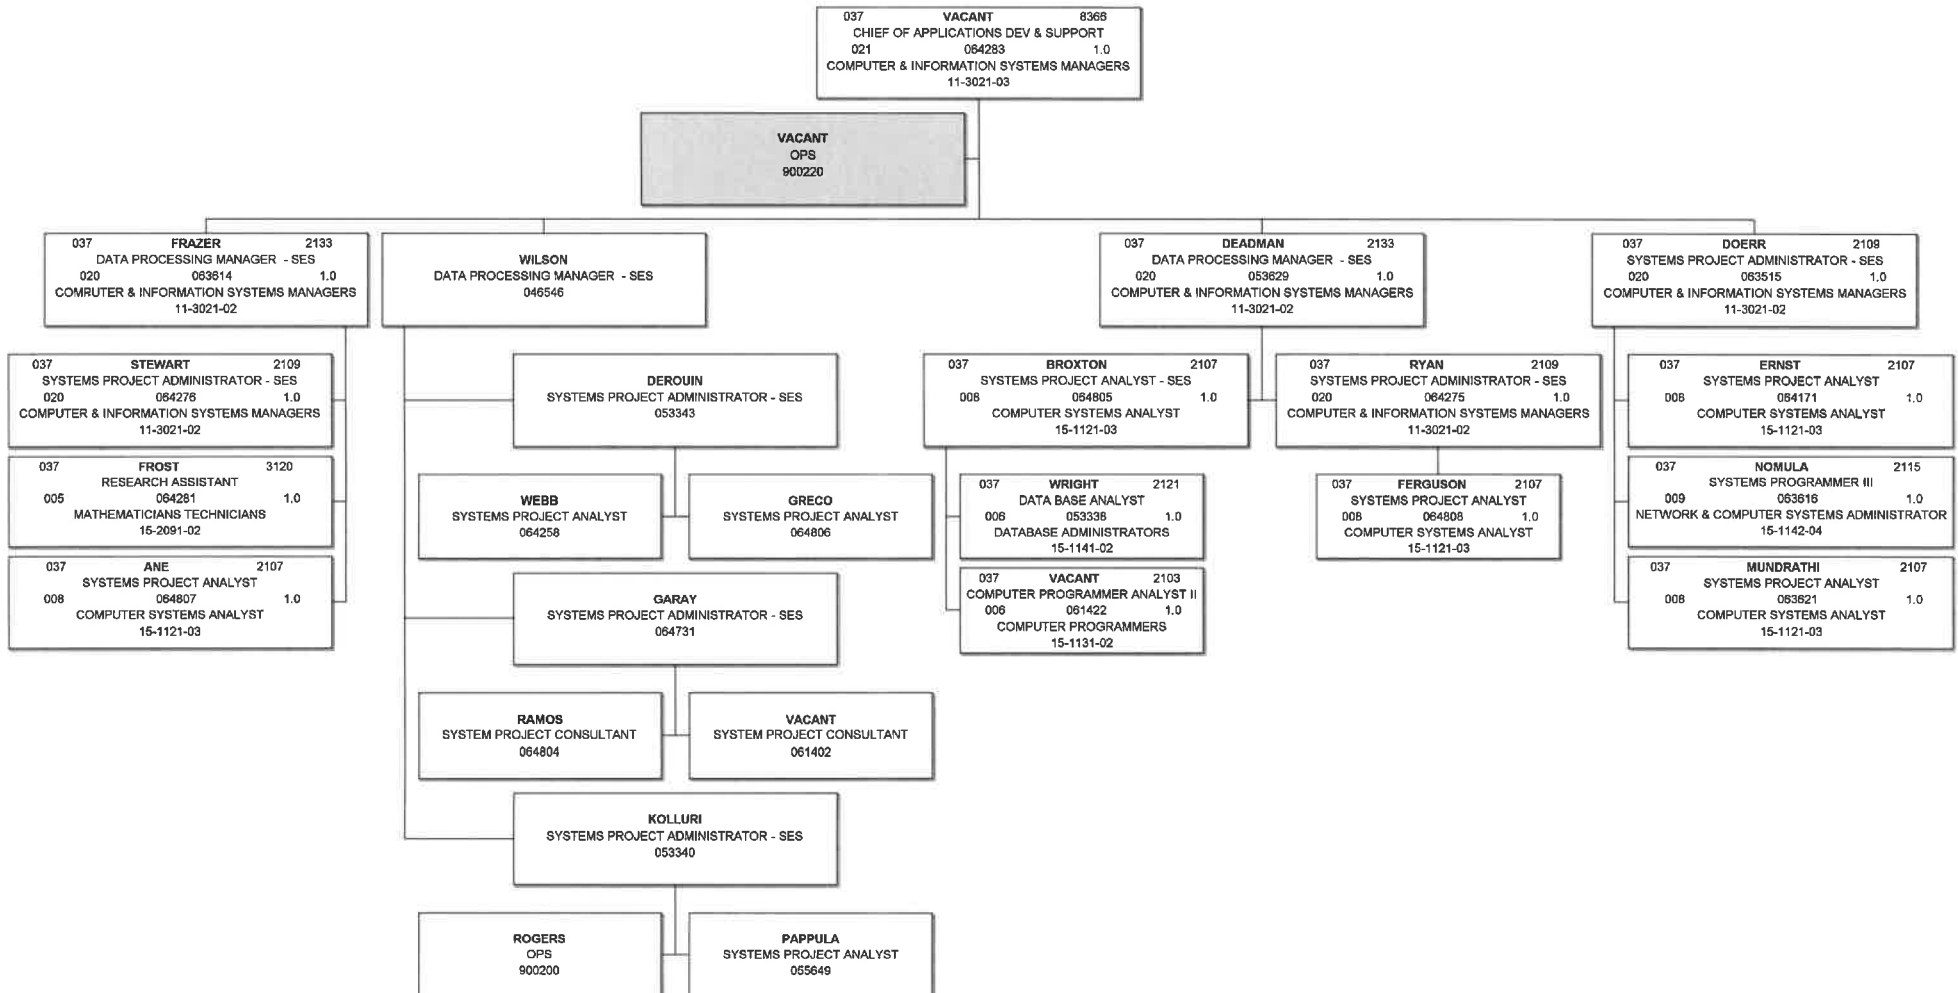 037 VACANT 8366
CHIEF OF APPLICATIONS DEV & SUPPORT
021 064283 1.0
COMPUTER & INFORMATION SYSTEMS MANAGERS
11-3021-03
VACANT
OPS
900220
037 FRAZER 2133
DATA PROCESSING MANAGER - SES
020 063614 1.0
COMPUTER & INFORMATION SYSTEMS MANAGERS
11-3021-02
WILSON
DATA PROCESSING MANAGER - SES
046546
037 DEADMAN 2133
DATA PROCESSING MANAGER - SES
020 053629 1.0
COMPUTER & INFORMATION SYSTEMS MANAGERS
11-3021-02
037 DOERR 2109
SYSTEMS PROJECT ADMINISTRATOR - SES
020 063515 1.0
COMPUTER & INFORMATION SYSTEMS MANAGERS
11-3021-02
037 STEWART 2109
SYSTEMS PROJECT ADMINISTRATOR - SES
020 064276 1.0
COMPUTER & INFORMATION SYSTEMS MANAGERS
11-3021-02
037 FROST 3120
RESEARCH ASSISTANT
005 064281 1.0
MATHEMATICIANS TECHNICIANS
15-2091-02
037 ANE 2107
SYSTEMS PROJECT ANALYST
008 064807 1.0
COMPUTER SYSTEMS ANALYST
15-1121-03
DEROUIN
SYSTEMS PROJECT ADMINISTRATOR - SES
053343
WEBB
SYSTEMS PROJECT ANALYST
064258
GRECO
SYSTEMS PROJECT ANALYST
064806
GARAY
SYSTEMS PROJECT ADMINISTRATOR - SES
064731
RAMOS
SYSTEM PROJECT CONSULTANT
064804
VACANT
SYSTEM PROJECT CONSULTANT
061402
KOLLURI
SYSTEMS PROJECT ADMINISTRATOR - SES
053340
ROGERS
OPS
900200
PAPPULA
SYSTEMS PROJECT ANALYST
055649
037 BROXTON 2107
SYSTEMS PROJECT ANALYST - SES
008 064805 1.0
COMPUTER SYSTEMS ANALYST
15-1121-03
037 WRIGHT 2121
DATA BASE ANALYST
006 053338 1.0
DATABASE ADMINISTRATORS
15-1141-02
037 VACANT 2103
COMPUTER PROGRAMMER ANALYST II
006 061422 1.0
COMPUTER PROGRAMMERS
15-1131-02
037 RYAN 2109
SYSTEMS PROJECT ADMINISTRATOR - SES
020 064275 1.0
COMPUTER & INFORMATION SYSTEMS MANAGERS
11-3021-02
037 FERGUSON 2107
SYSTEMS PROJECT ANALYST
008 064808 1.0
COMPUTER SYSTEMS ANALYST
15-1121-03
037 ERNST 2107
SYSTEMS PROJECT ANALYST
008 064171 1.0
COMPUTER SYSTEMS ANALYST
15-1121-03
037 NOMULA 2115
SYSTEMS PROGRAMMER III
009 063616 1.0
NETWORK & COMPUTER SYSTEMS ADMINISTRATOR
15-1142-04
037 MUNDRATHI 2107
SYSTEMS PROJECT ANALYST
008 063621 1.0
COMPUTER SYSTEMS ANALYST
15-1121-03